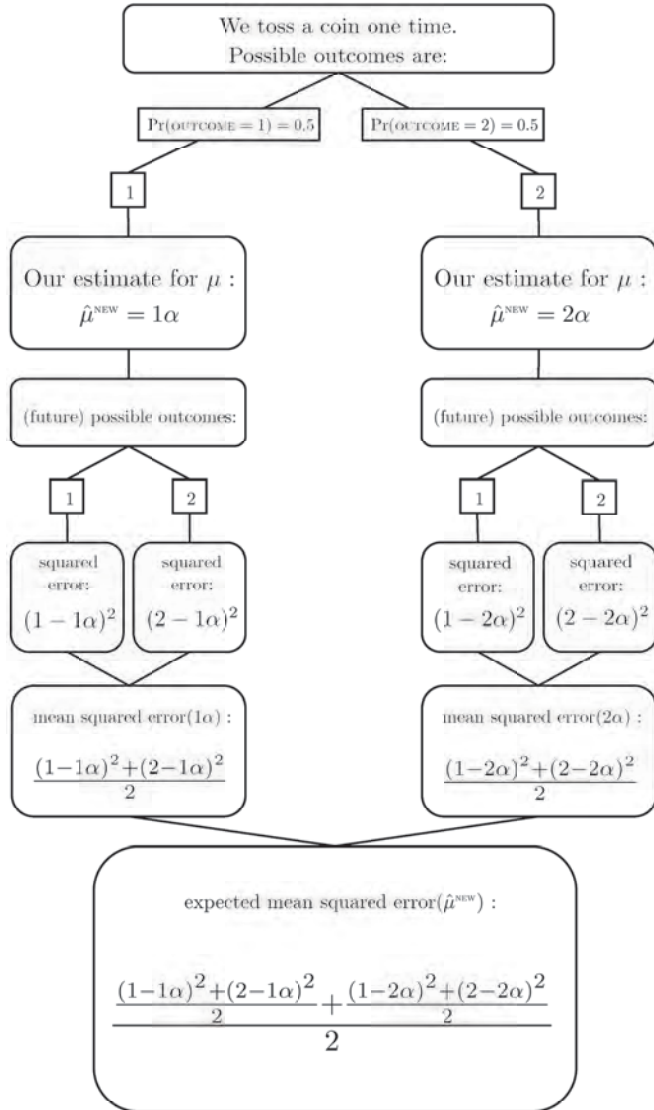 We toss a coin one time.
Possible outcomes are:
Pr(OUTCOME = 1) = 0.5
Pr(OUTCOME = 2) = 0.5
1
2
Our estimate for μ :
μ̂ᴺᴱᵂ = 1α
Our estimate for μ :
μ̂ᴺᴱᵂ = 2α
(future) possible outcomes:
(future) possible outcomes:
1
2
1
2
squared
error:
(1 − 1α)²
squared
error:
(2 − 1α)²
squared
error:
(1 − 2α)²
squared
error:
(2 − 2α)²
mean squared error(1α) :
(1−1α)²+(2−1α)²
2
mean squared error(2α) :
(1−2α)²+(2−2α)²
2
expected mean squared error(μ̂ᴺᴱᵂ) :
(1−1α)²+(2−1α)²
2
+
(1−2α)²+(2−2α)²
2
2